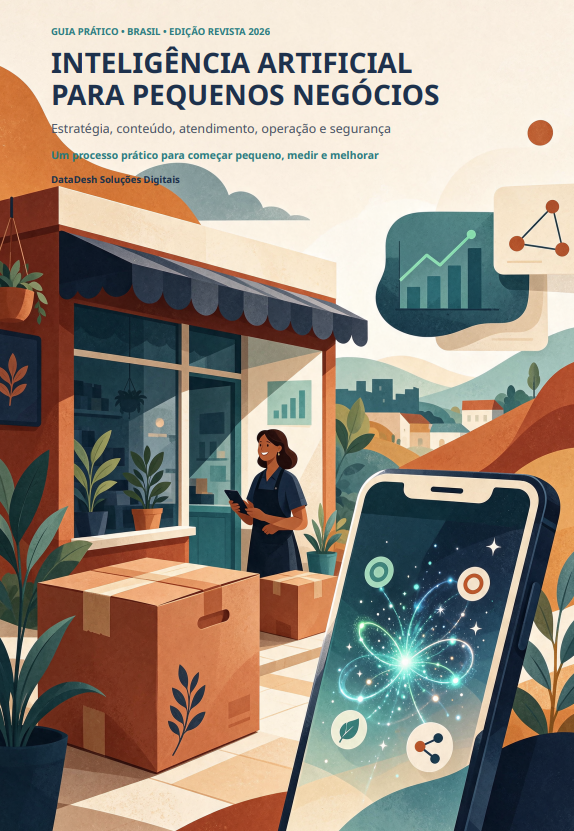 GUIA PRÁTICO • BRASIL • EDIÇÃO REVISTA 2026
INTELIGÊNCIA ARTIFICIAL
PARA PEQUENOS NEGÓCIOS
Estratégia, conteúdo, atendimento, operação e segurança
Um processo prático para começar pequeno, medir e melhorar
DataDesh Soluções Digitais